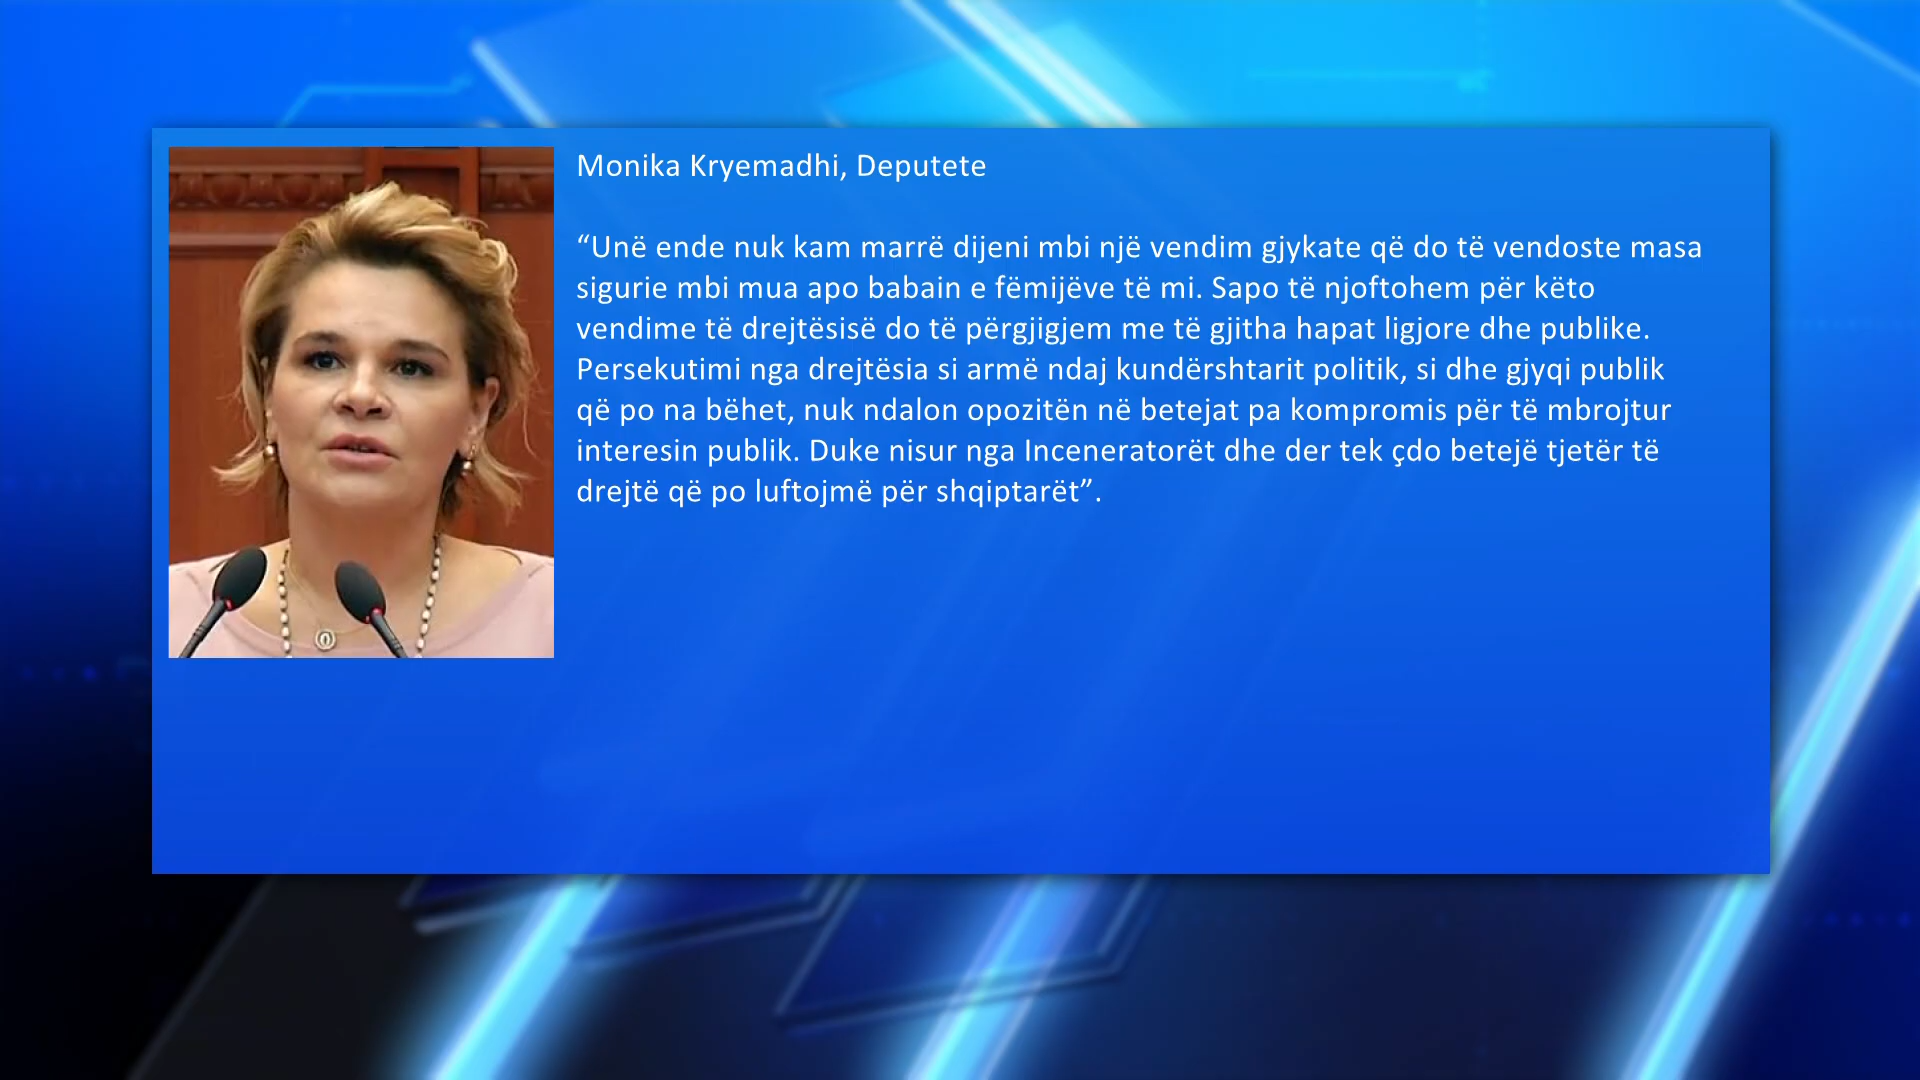 Monika Kryemadhi, Deputete
“Unë ende nuk kam marrë dijeni mbi një vendim gjykate që do të vendoste masa
sigurie mbi mua apo babain e fëmijëve të mi. Sapo të njoftohem për këto
vendime të drejtësisë do të përgjigjem me të gjitha hapat ligjore dhe publike.
Persekutimi nga drejtësia si armë ndaj kundërshtarit politik, si dhe gjyqi publik
që po na bëhet, nuk ndalon opozitën në betejat pa kompromis për të mbrojtur
interesin publik. Duke nisur nga Inceneratorët dhe der tek çdo betejë tjetër të
drejtë që po luftojmë për shqiptarët”.